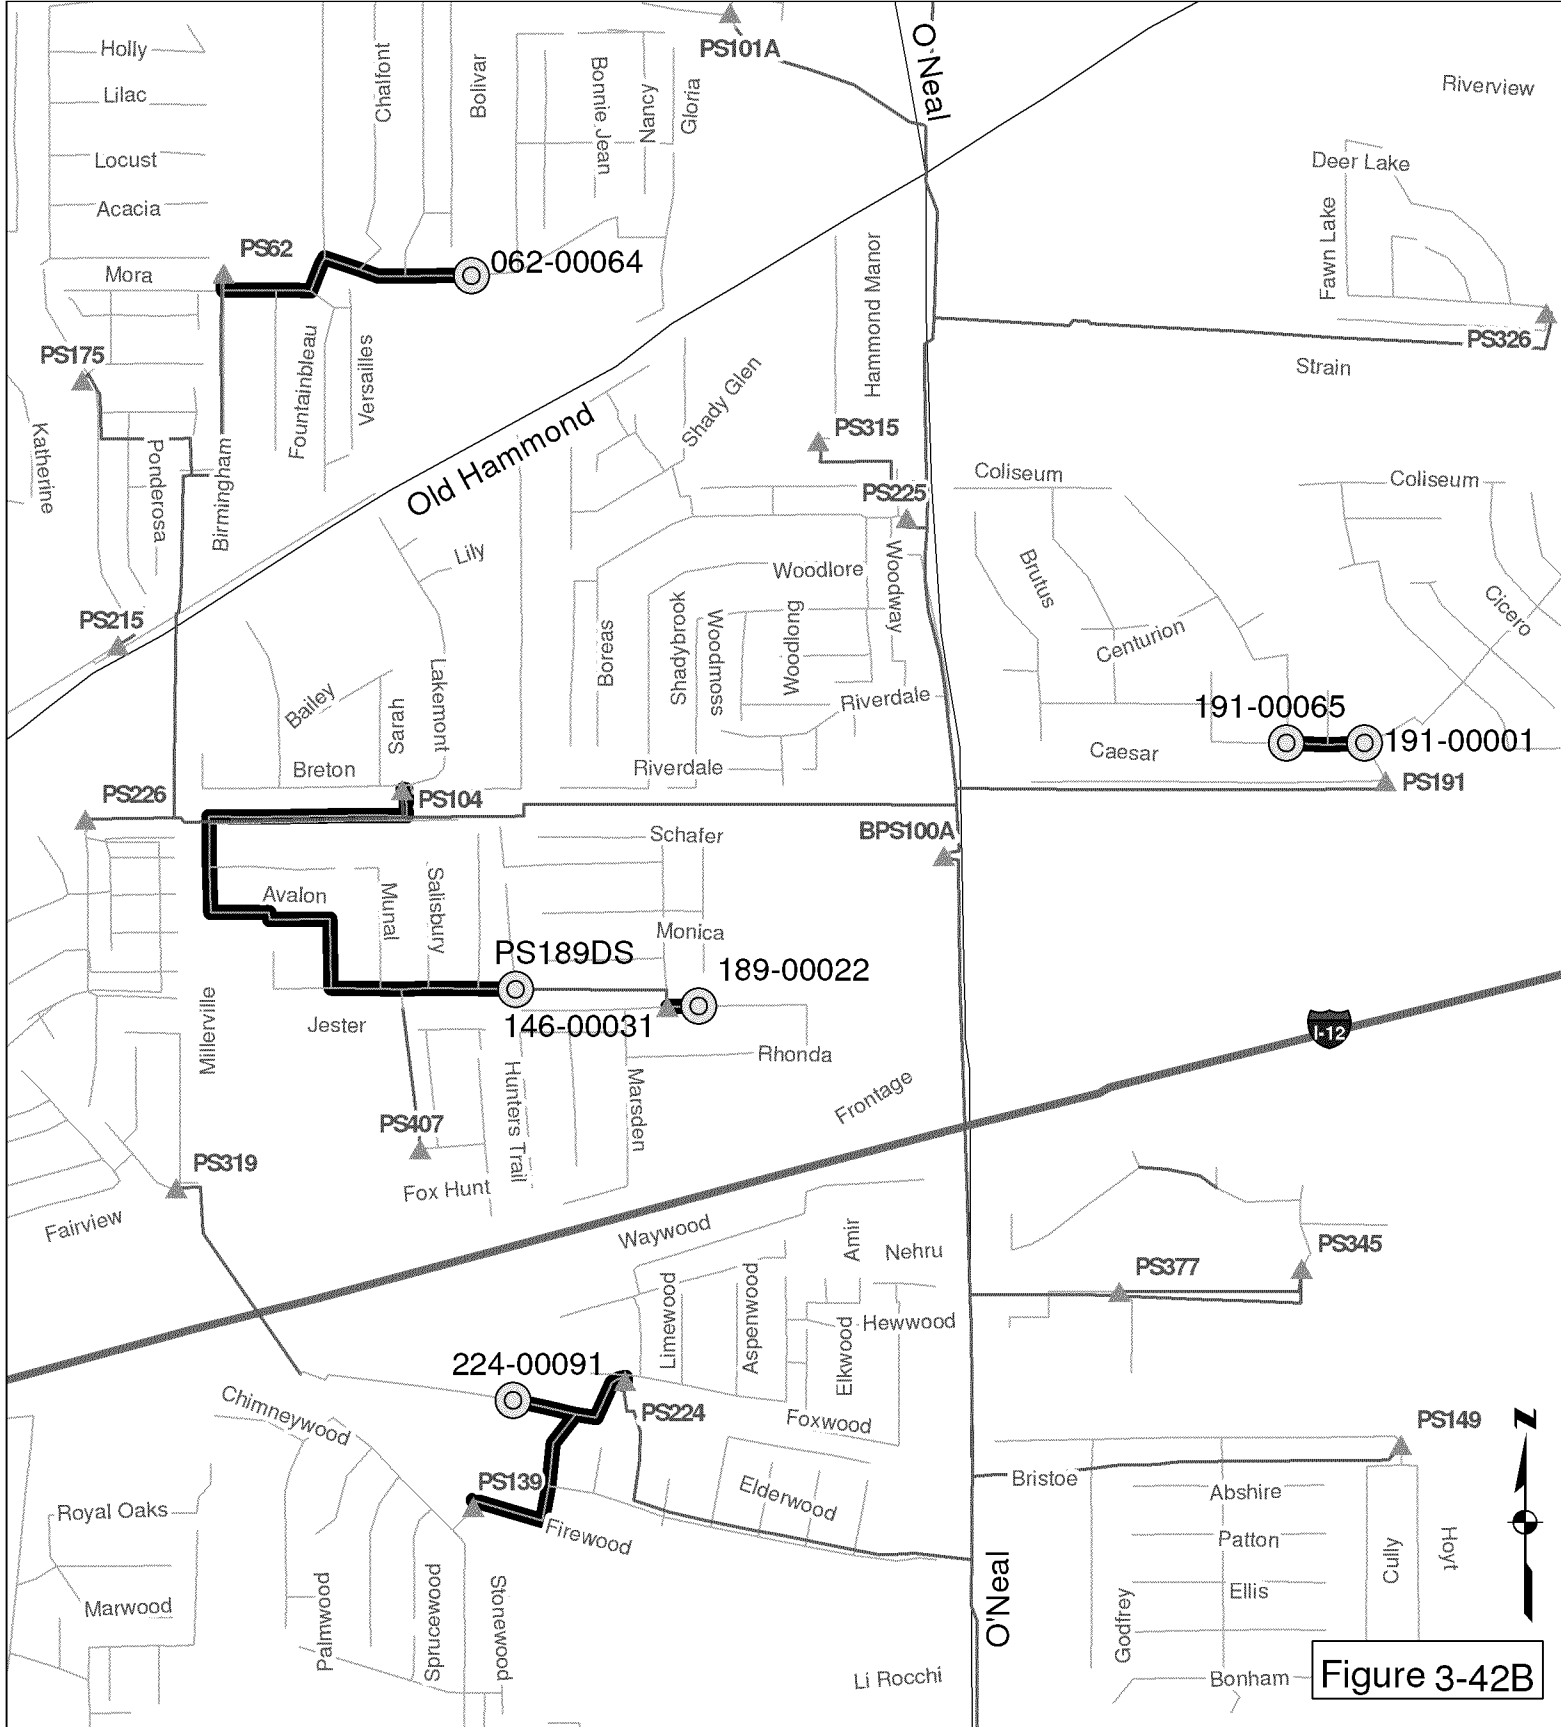 Holly
Lilac
Locust
Acacia
Mora
Chalfont
Bolivar
Bonnie Jean
Nancy
Gloria
PS101A
O'Neal
Riverview
Deer Lake
Fawn Lake
PS62
062-00064
Hammond Manor
PS326
Strain
PS175
Katherine
Ponderosa
Birmingham
Fountainbleau
Versailles
Old Hammond
Shady Glen
PS315
PS225
Coliseum
Coliseum
Lily
Woodlore
Woodway
Brutus
Centurion
Cicero
PS215
Bailey
Sarah
Lakemont
Boreas
Shadybrook
Woodmoss
Woodlong
Riverdale
191-00065
191-00001
Breton
Riverdale
Caesar
PS191
PS226
PS104
Schafer
BPS100A
Avalon
Munal
Salisbury
Monica
PS189DS
189-00022
Millerville
Jester
146-00031
Rhonda
I-12
Hunters Trail
Marsden
Frontage
PS407
PS319
Fox Hunt
Fairview
Waywood
Amir
Nehru
PS345
PS377
Limewood
Aspenwood
Elkwood
Hewwood
224-00091
Chimneywood
PS224
Foxwood
PS149
Z
PS139
Bristoe
Abshire
Royal Oaks
Elderwood
Firewood
Patton
Cully
Hoyt
Marwood
Palmwood
Sprucewood
Stonewood
O'Neal
Ellis
Godfrey
Li Rocchi
Bonham
Figure 3-42B